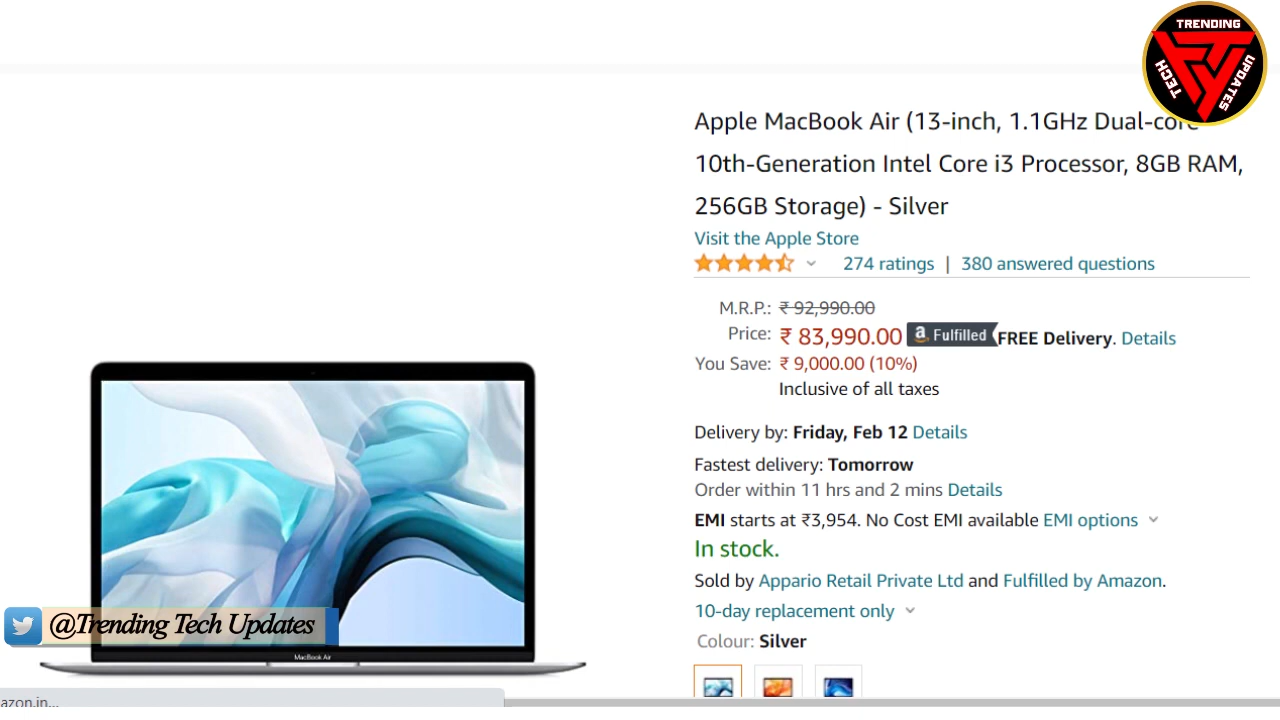 TRENDING
TECH
UPDATES
Apple MacBook Air (13-inch, 1.1GHz Dual-core
10th-Generation Intel Core i3 Processor, 8GB RAM,
256GB Storage) - Silver
Visit the Apple Store
274 ratings | 380 answered questions
M.R.P.: ₹ 92,990.00
Price: ₹ 83,990.00 a Fulfilled FREE Delivery. Details
You Save: ₹ 9,000.00 (10%)
Inclusive of all taxes
Delivery by: Friday, Feb 12 Details
Fastest delivery: Tomorrow
Order within 11 hrs and 2 mins Details
EMI starts at ₹3,954. No Cost EMI available EMI options
In stock.
Sold by Appario Retail Private Ltd and Fulfilled by Amazon.
10-day replacement only
Colour: Silver
@Trending Tech Updates
MacBook Air
azon.in...